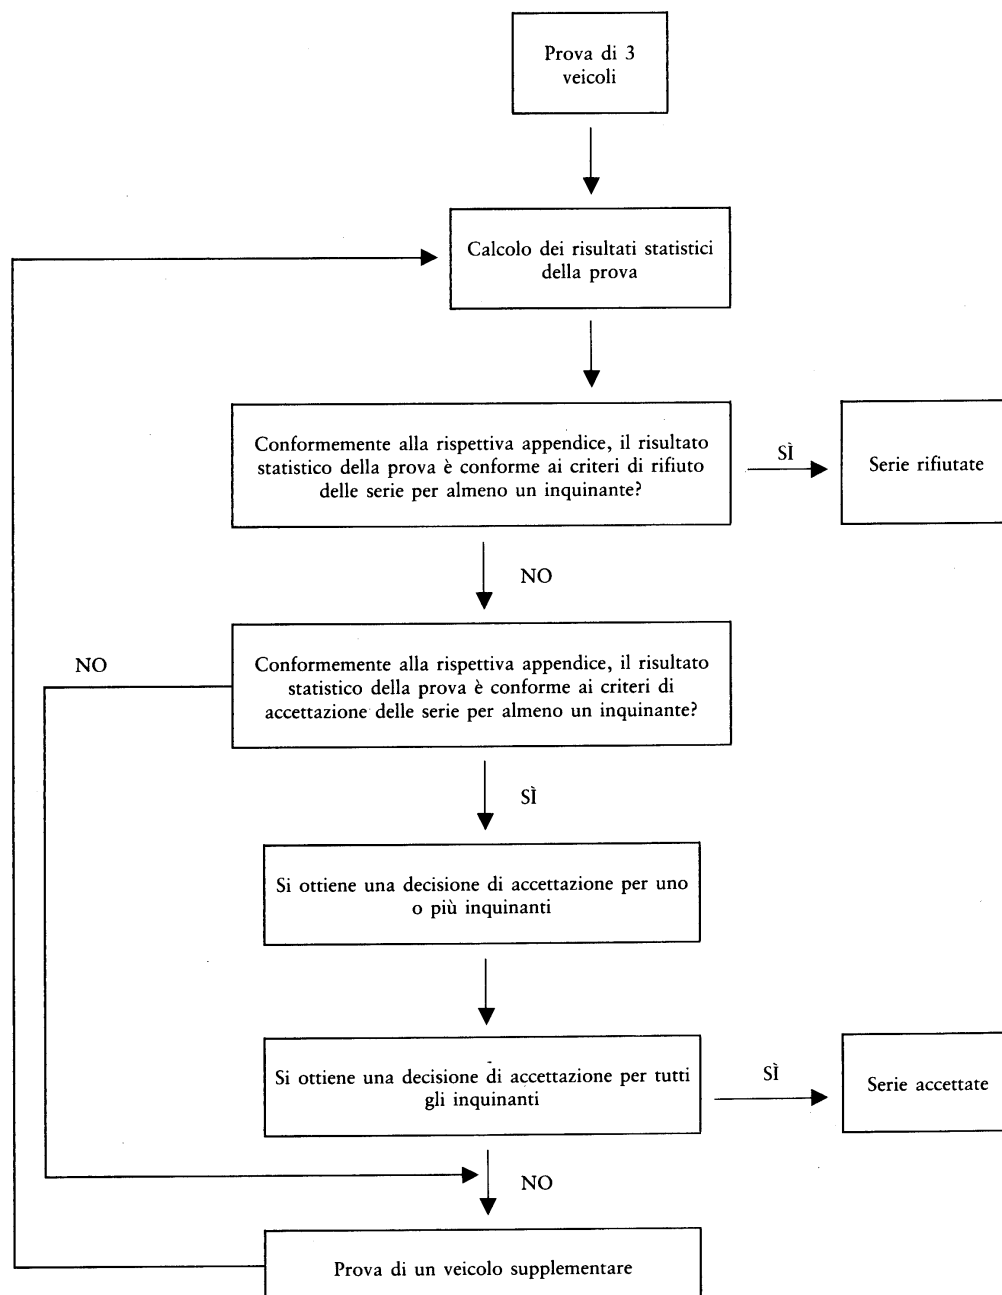 Prova di 3
veicoli
Calcolo dei risultati statistici
della prova
Conformemente alla rispettiva appendice, il risultato
statistico della prova è conforme ai criteri di rifiuto
delle serie per almeno un inquinante?
SÌ
Serie rifiutate
NO
NO
Conformemente alla rispettiva appendice, il risultato
statistico della prova è conforme ai criteri di
accettazione delle serie per almeno un inquinante?
SÌ
Si ottiene una decisione di accettazione per uno
o più inquinanti
Si ottiene una decisione di accettazione per tutti
gli inquinanti
SÌ
Serie accettate
NO
Prova di un veicolo supplementare